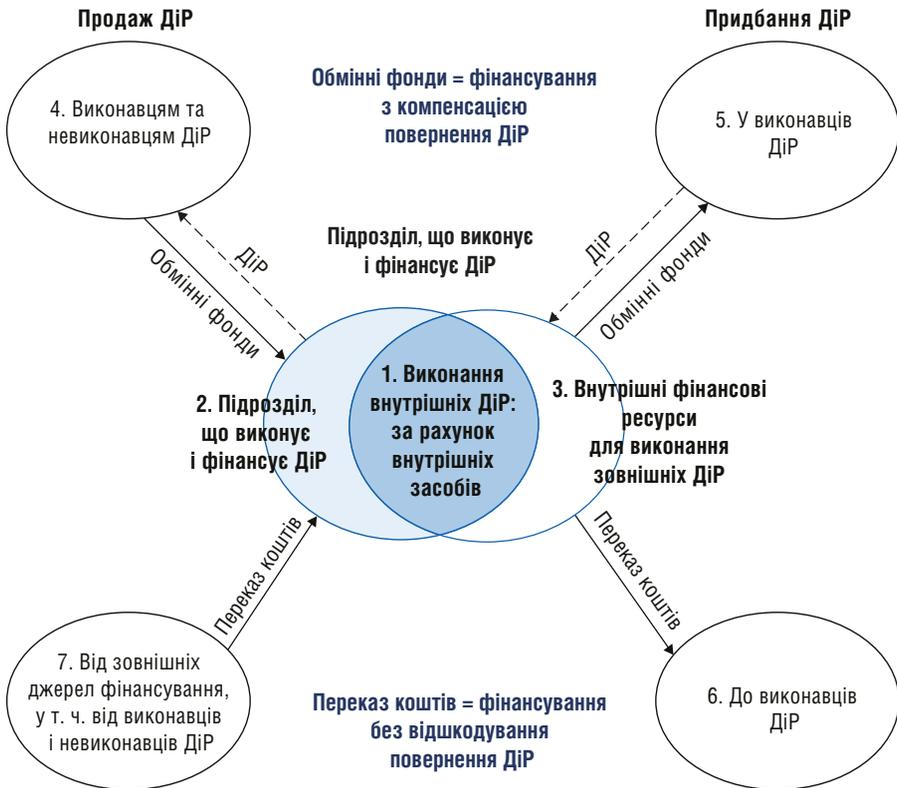 Продаж ДіР
Придбання ДіР
Обмінні фонди = фінансування
з компенсацією
повернення ДіР
4. Виконавцям та
невиконавцям ДіР
5. У виконавців
ДіР
Підрозділ, що виконує
і фінансує ДіР
ДіР
Обмінні фонди
ДіР
Обмінні фонди
1. Виконання
внутрішніх ДіР:
за рахунок
внутрішніх
засобів
2. Підрозділ,
що виконує
і фінансує ДіР
3. Внутрішні фінансові
ресурси
для виконання
зовнішніх ДіР
Переказ коштів
Переказ коштів
7. Від зовнішніх
джерел фінансування,
у т. ч. від виконавців
і невиконавців ДіР
Переказ коштів = фінансування
без відшкодування
повернення ДіР
6. До виконавців
ДіР